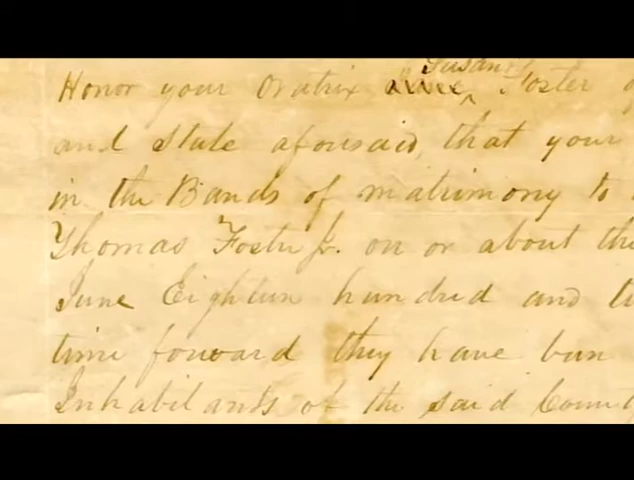 Susan
Honor your Oratrix Foster
and State aforesaid, that your
in the Bands of matrimony to
Thomas Foster Jr. on or about the
June Eighteen hundred and
time forward they have been
Inhabitants of the said County